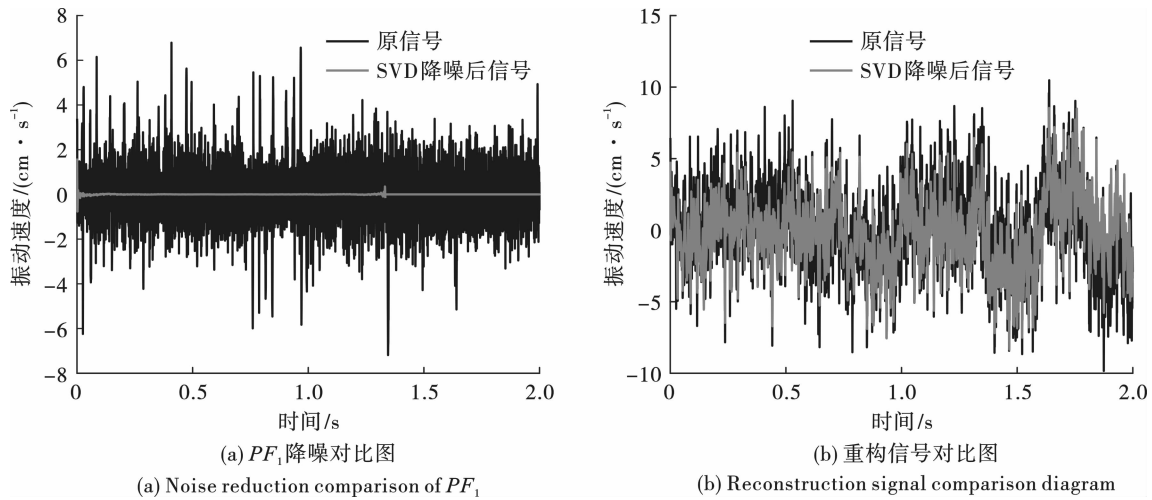 8
6
4
2
0
−2
−4
−6
−8
振动速度/(cm·s⁻¹)
原信号
SVD降噪后信号
0 0.5 1.0 1.5 2.0
时间/s
(a) PF₁降噪对比图
(a) Noise reduction comparison of PF₁
15
10
5
0
−5
−10
振动速度/(cm·s⁻¹)
原信号
SVD降噪后信号
0 0.5 1.0 1.5 2.0
时间/s
(b) 重构信号对比图
(b) Reconstruction signal comparison diagram